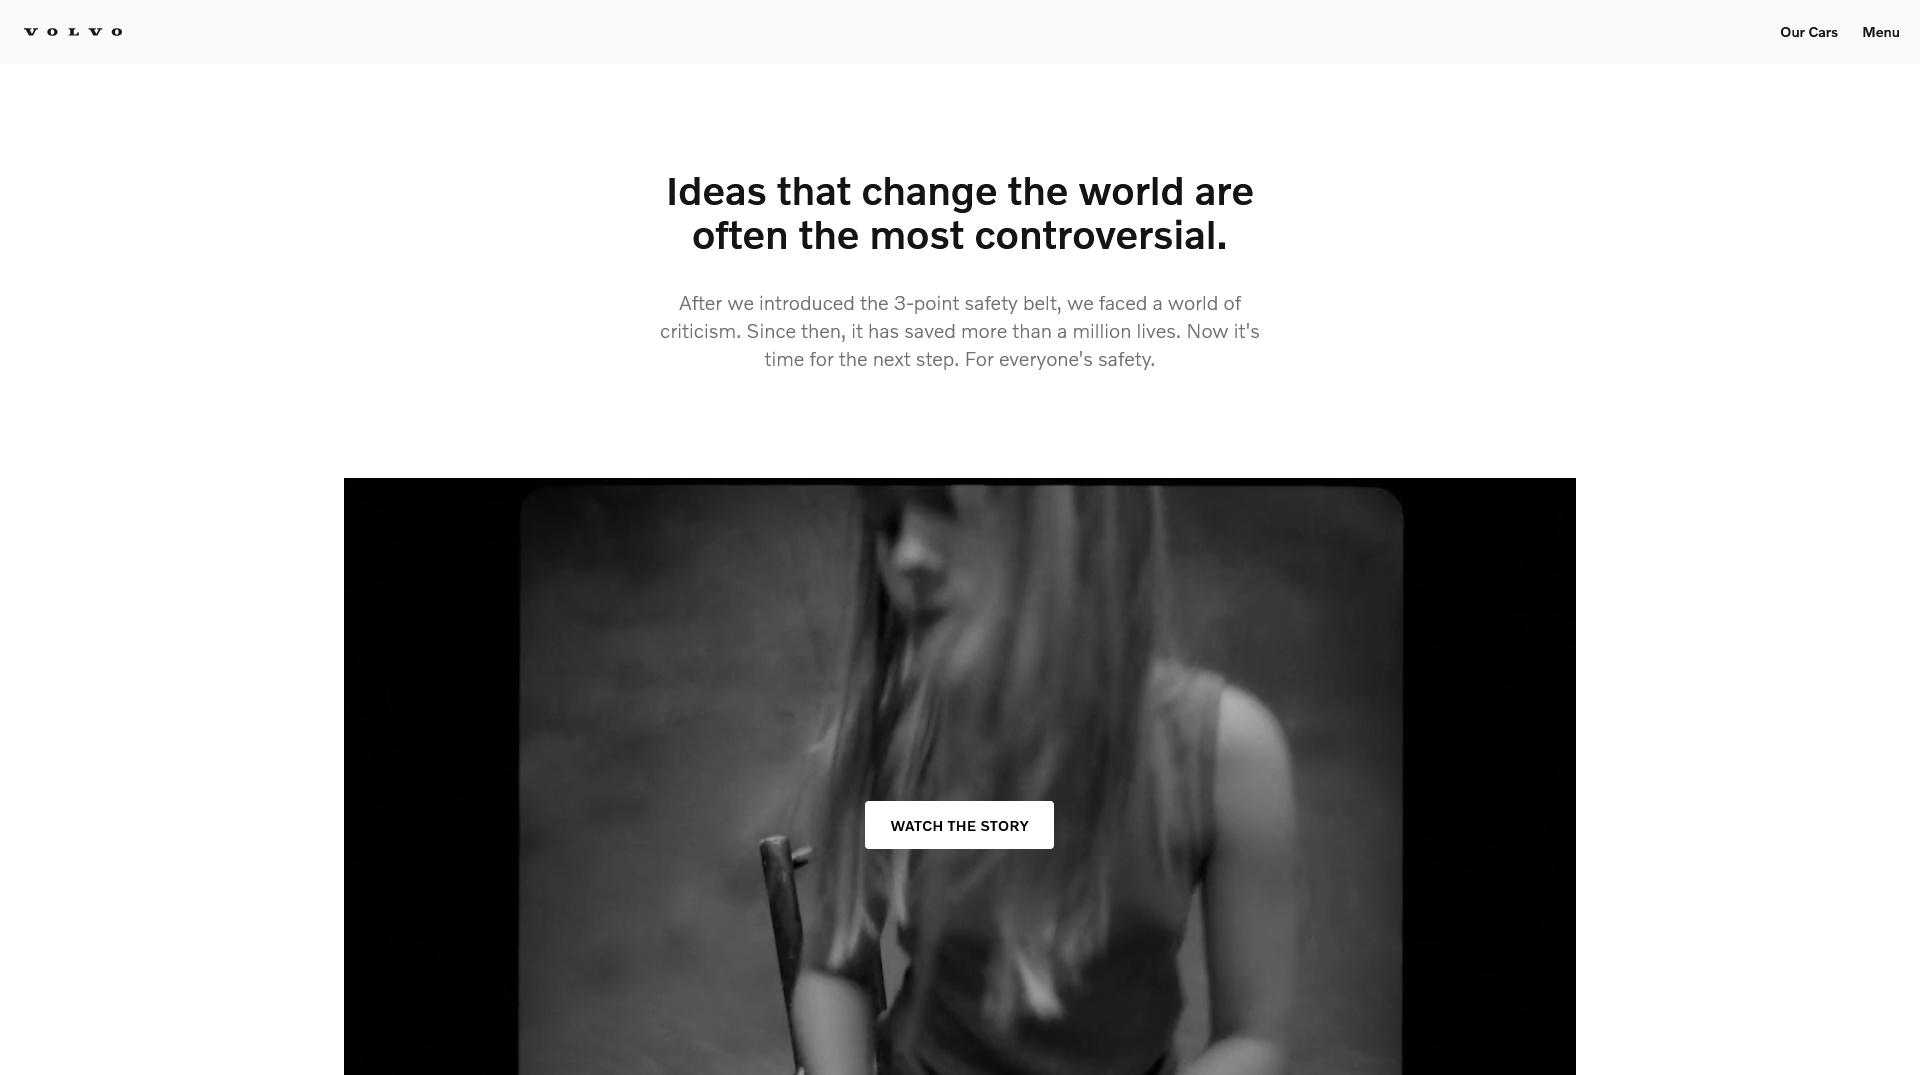 VOLVO
Our Cars
Menu
Ideas that change the world are
often the most controversial.
After we introduced the 3-point safety belt, we faced a world of
criticism. Since then, it has saved more than a million lives. Now it's
time for the next step. For everyone's safety.
WATCH THE STORY